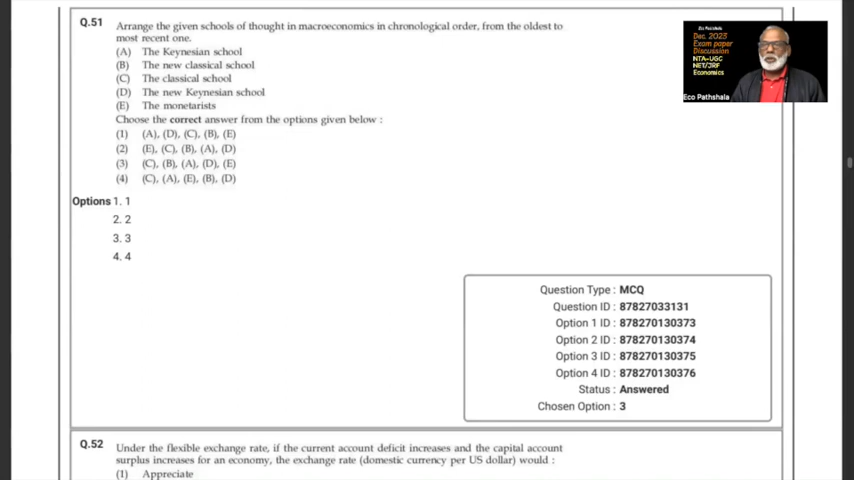 Q.51 Arrange the given schools of thought in macroeconomics in chronological order, from the oldest to
most recent one.
(A) The Keynesian school
(B) The new classical school
(C) The classical school
(D) The new Keynesian school
(E) The monetarists
Choose the correct answer from the options given below :
(1) (A), (D), (C), (B), (E)
(2) (E), (C), (B), (A), (D)
(3) (C), (B), (A), (D), (E)
(4) (C), (A), (E), (B), (D)
Options 1. 1
2. 2
3. 3
4. 4
Question Type : MCQ
Question ID : 87827033131
Option 1 ID : 878270130373
Option 2 ID : 878270130374
Option 3 ID : 878270130375
Option 4 ID : 878270130376
Status : Answered
Chosen Option : 3
Q.52 Under the flexible exchange rate, if the current account deficit increases and the capital account
surplus increases for an economy, the exchange rate (domestic currency per US dollar) would :
(1) Appreciate
Eco Pathshala
Dec. 2023
Exam paper
Discussion
NTA-UGC
NET/JRF
Economics
Eco Pathshala